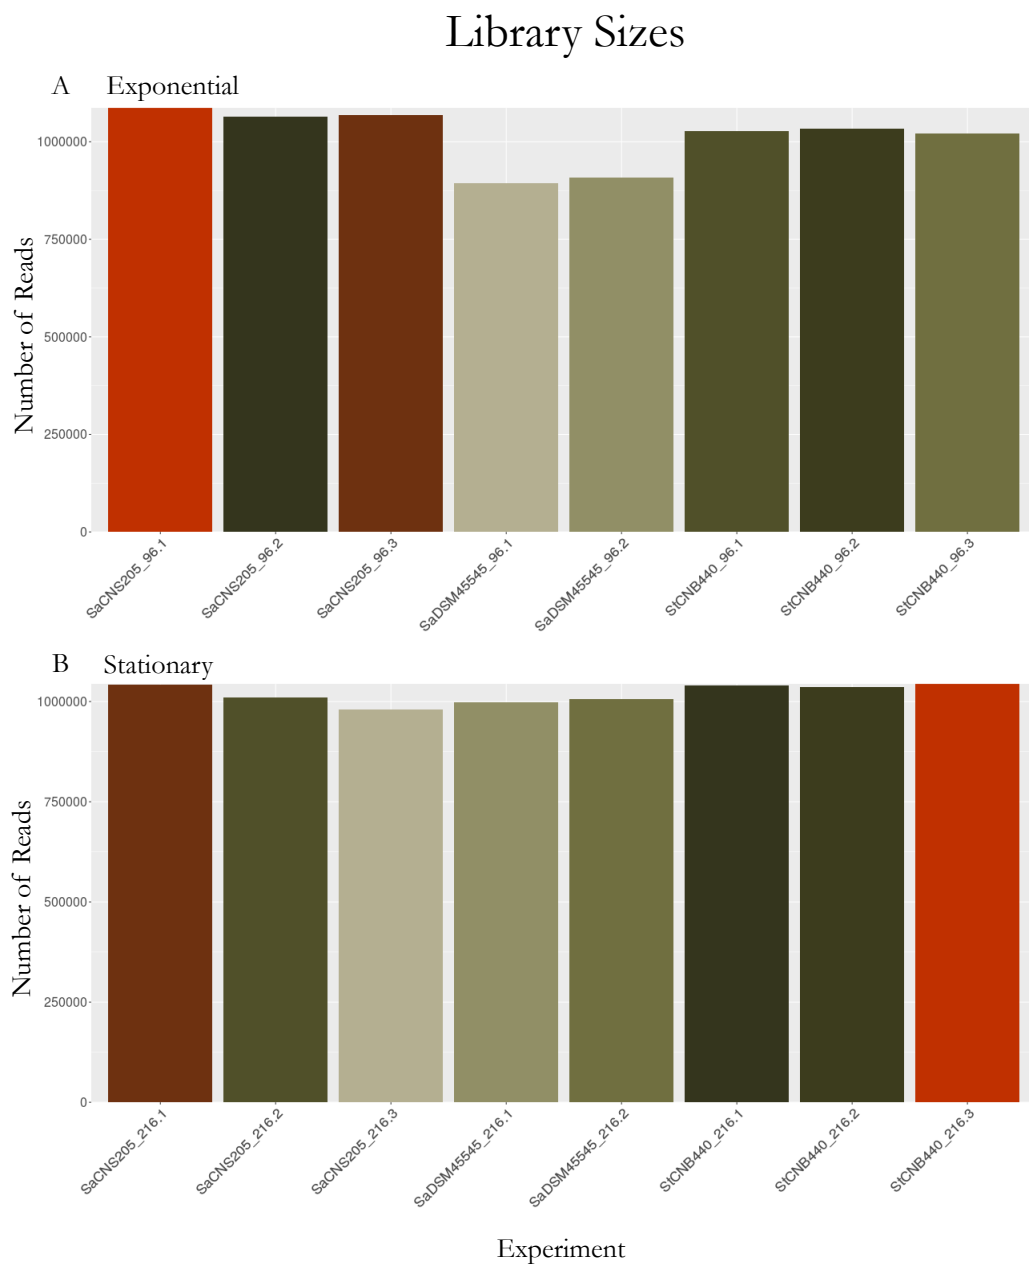 Library Sizes
A Exponential
Number of Reads
1000000
750000
500000
250000
0
SaCNS205_96.1
SaCNS205_96.2
SaCNS205_96.3
SaDSM45545_96.1
SaDSM45545_96.2
StCNB440_96.1
StCNB440_96.2
StCNB440_96.3
B Stationary
Number of Reads
1000000
750000
500000
250000
0
SaCNS205_216.1
SaCNS205_216.2
SaCNS205_216.3
SaDSM45545_216.1
SaDSM45545_216.2
StCNB440_216.1
StCNB440_216.2
StCNB440_216.3
Experiment